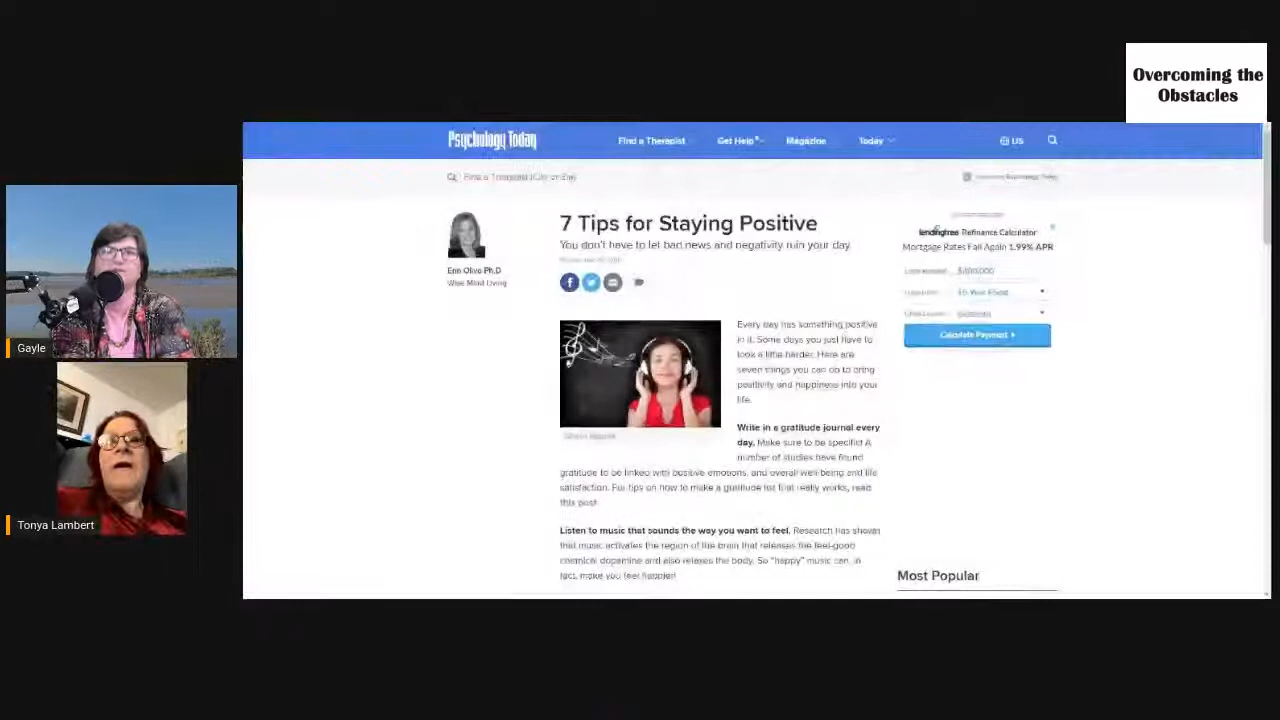 Overcoming the
Obstacles
Psychology Today
Find a Therapist
Get Help
Magazine
Today
US
Find a Therapist (City or Zip)
7 Tips for Staying Positive
You don't have to let bad news and negativity ruin your day.
Erin Olivo Ph.D
Wise Mind Living
lendingtree Refinance Calculator
Mortgage Rates Fall Again 1.99% APR
Calculate Payment
Every day has something positive
in it. Some days you just have to
look a little harder. Here are
seven things you can do to bring
positivity and happiness into your
life.
Write in a gratitude journal every
day. Make sure to be specific! A
number of studies have found
gratitude to be linked with positive emotions, and overall well-being and life
satisfaction. For tips on how to make a gratitude list that really works, read
this post.
Listen to music that sounds the way you want to feel. Research has shown
that music activates the region of the brain that releases the feel-good
chemical dopamine and also relaxes the body. So "happy" music can, in
fact, make you feel happier!
Most Popular
Gayle
Tonya Lambert